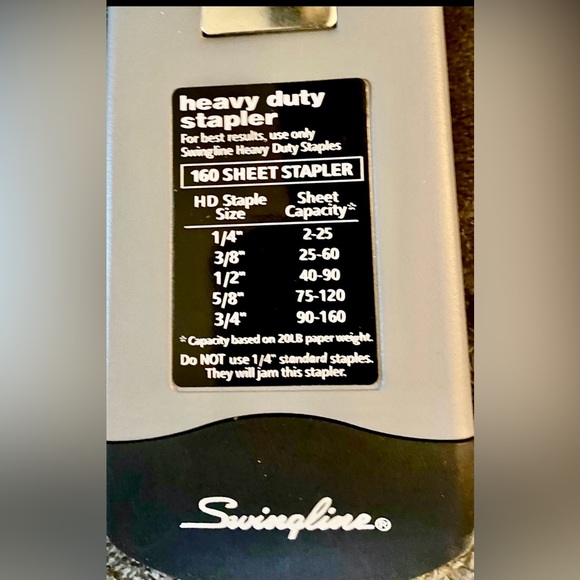 heavy duty
stapler
For best results, use only
Swingline Heavy Duty Staples
160 SHEET STAPLER
HD Staple Sheet
Size Capacity*
1/4" 2-25
3/8" 25-60
1/2" 40-90
5/8" 75-120
3/4" 90-160
*Capacity based on 20LB paper weight.
Do NOT use 1/4" standard staples.
They will jam this stapler.
Swingline®